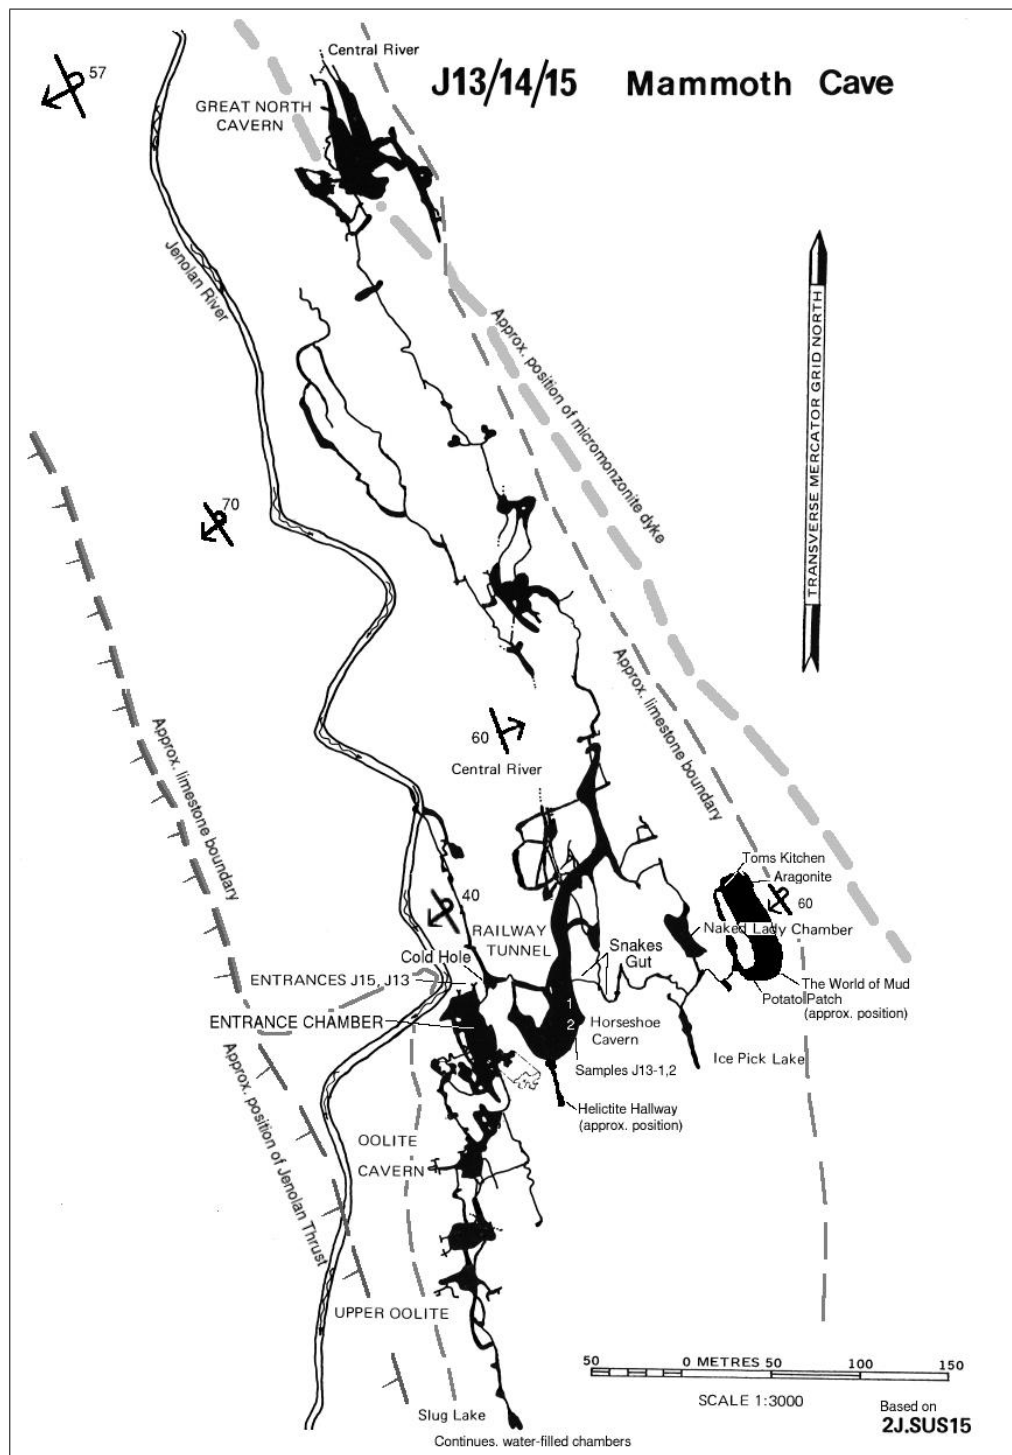 Central River
J13/14/15 Mammoth Cave
57
GREAT NORTH
CAVERN
Jenolan River
TRANSVERSE MERCATOR GRID NORTH
Approx. position of micromonzonite dyke
70
Approx. limestone boundary
Approx. limestone boundary
60
Central River
Toms Kitchen
Aragonite
40
60
RAILWAY
TUNNEL
Naked Lady Chamber
Snakes
Gut
Cold Hole
ENTRANCES J15, J13
The World of Mud
Potato Patch
(approx. position)
1
2
ENTRANCE CHAMBER
Horseshoe
Cavern
Ice Pick Lake
Samples J13-1,2
Approx. position of Jenolan Thrust
Helictite Hallway
(approx. position)
OOLITE
CAVERN
UPPER OOLITE
50 0 METRES 50 100 150
SCALE 1:3000
Based on
2J.SUS15
Slug Lake
Continues. water-filled chambers